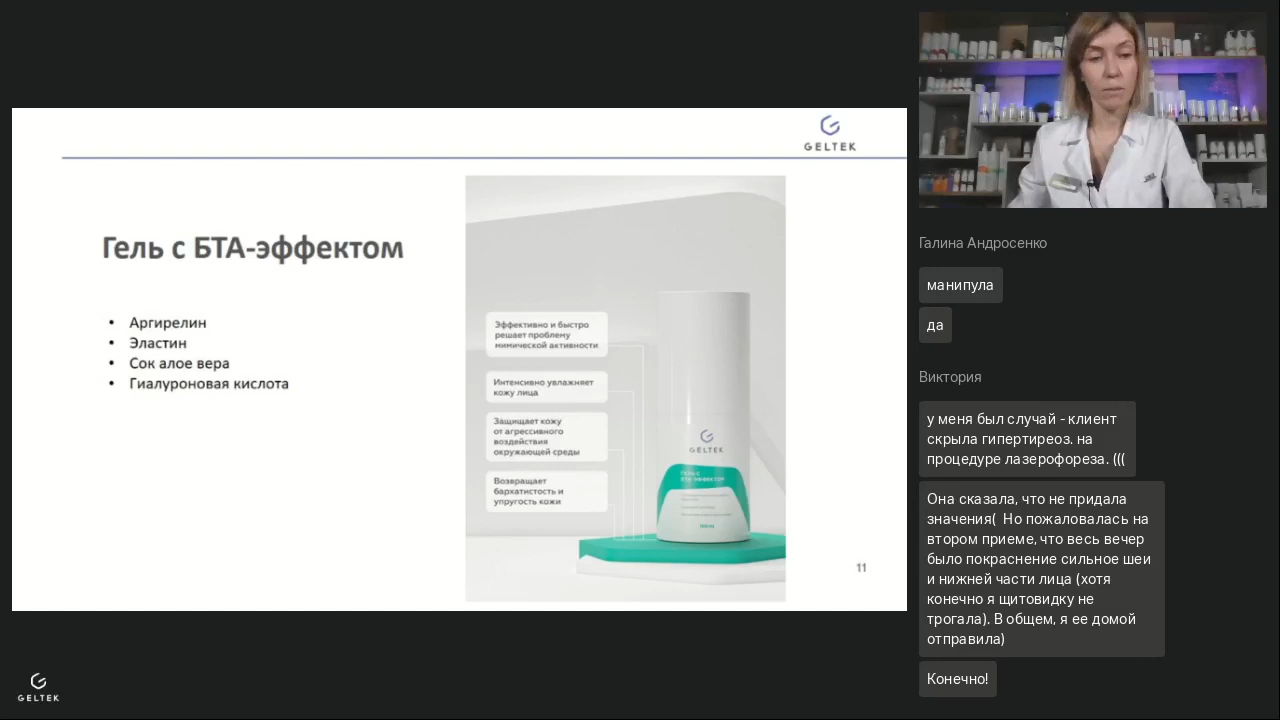 GELTEK
Гель с БТА-эффектом
• Аргирелин
• Эластин
• Сок алое вера
• Гиалуроновая кислота
Эффективно и быстро
решает проблему
мимической активности
Интенсивно увлажняет
кожу лица
Защищает кожу
от агрессивного
воздействия
окружающей среды
Возвращает
бархатистость и
упругость кожи
GELTEK
ГЕЛЬ С
БТА-ЭФФЕКТОМ
11
GELTEK
Галина Андросенко
манипула
да
Виктория
у меня был случай - клиент
скрыла гипертиреоз. на
процедуре лазерофореза. (((
Она сказала, что не придала
значения( Но пожаловалась на
втором приеме, что весь вечер
было покраснение сильное шеи
и нижней части лица (хотя
конечно я щитовидку не
трогала). В общем, я ее домой
отправила)
Конечно!